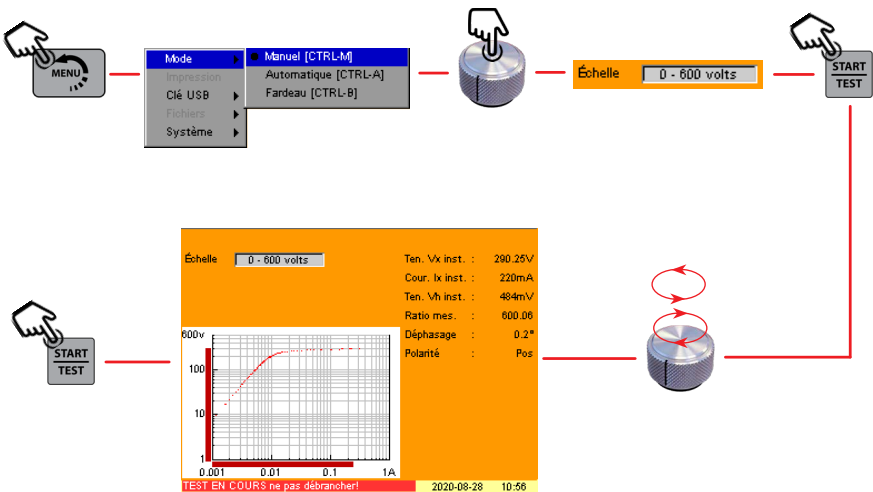 MENU
Mode
Impression
Clé USB
Fichiers
Système
Manuel [CTRL-M]
Automatique [CTRL-A]
Fardeau [CTRL-B]
Échelle 0 - 600 volts
START
TEST
START
TEST
Échelle 0 - 600 volts
Ten. Vx inst. : 290.25V
Cour. Ix inst. : 220mA
Ten. Vh inst. : 484mV
Ratio mes. : 600.06
Déphasage : 0.2°
Polarité : Pos
600v
100
10
1
0.001 0.01 0.1 1A
TEST EN COURS ne pas débrancher!
2020-08-28 10:56